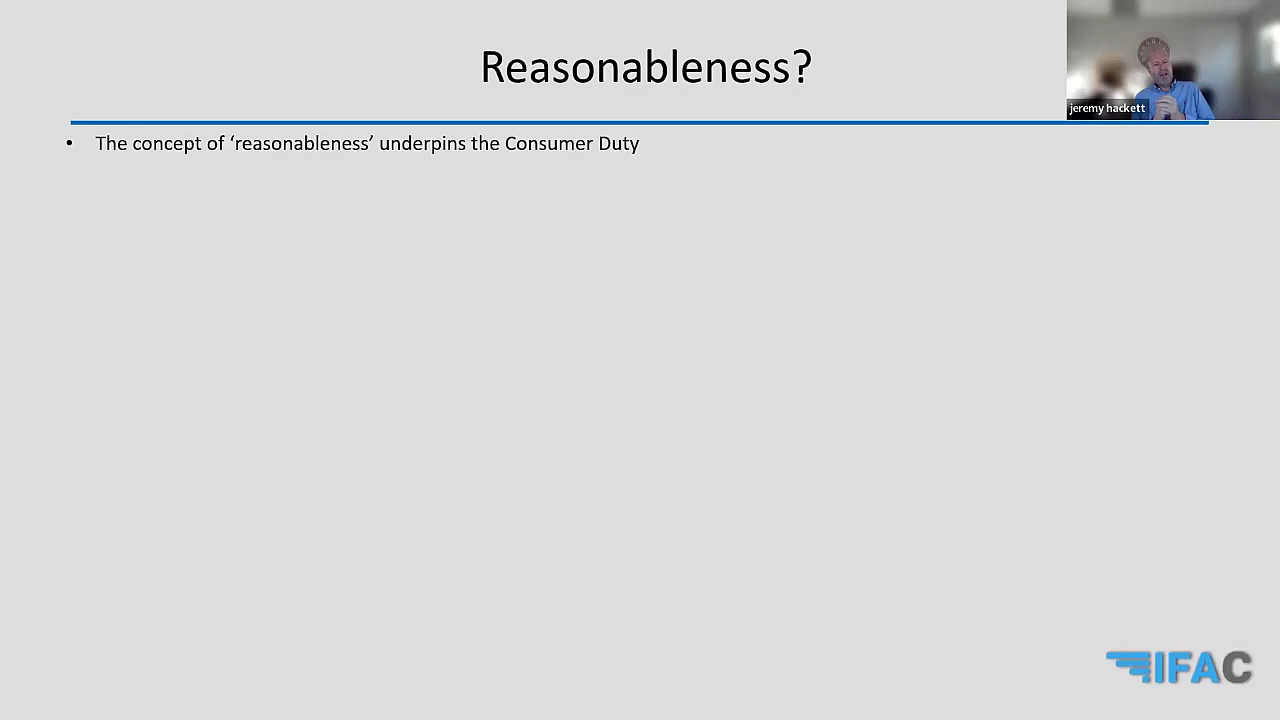 Reasonableness?
jeremy hackett
• The concept of ‘reasonableness’ underpins the Consumer Duty
IFAC